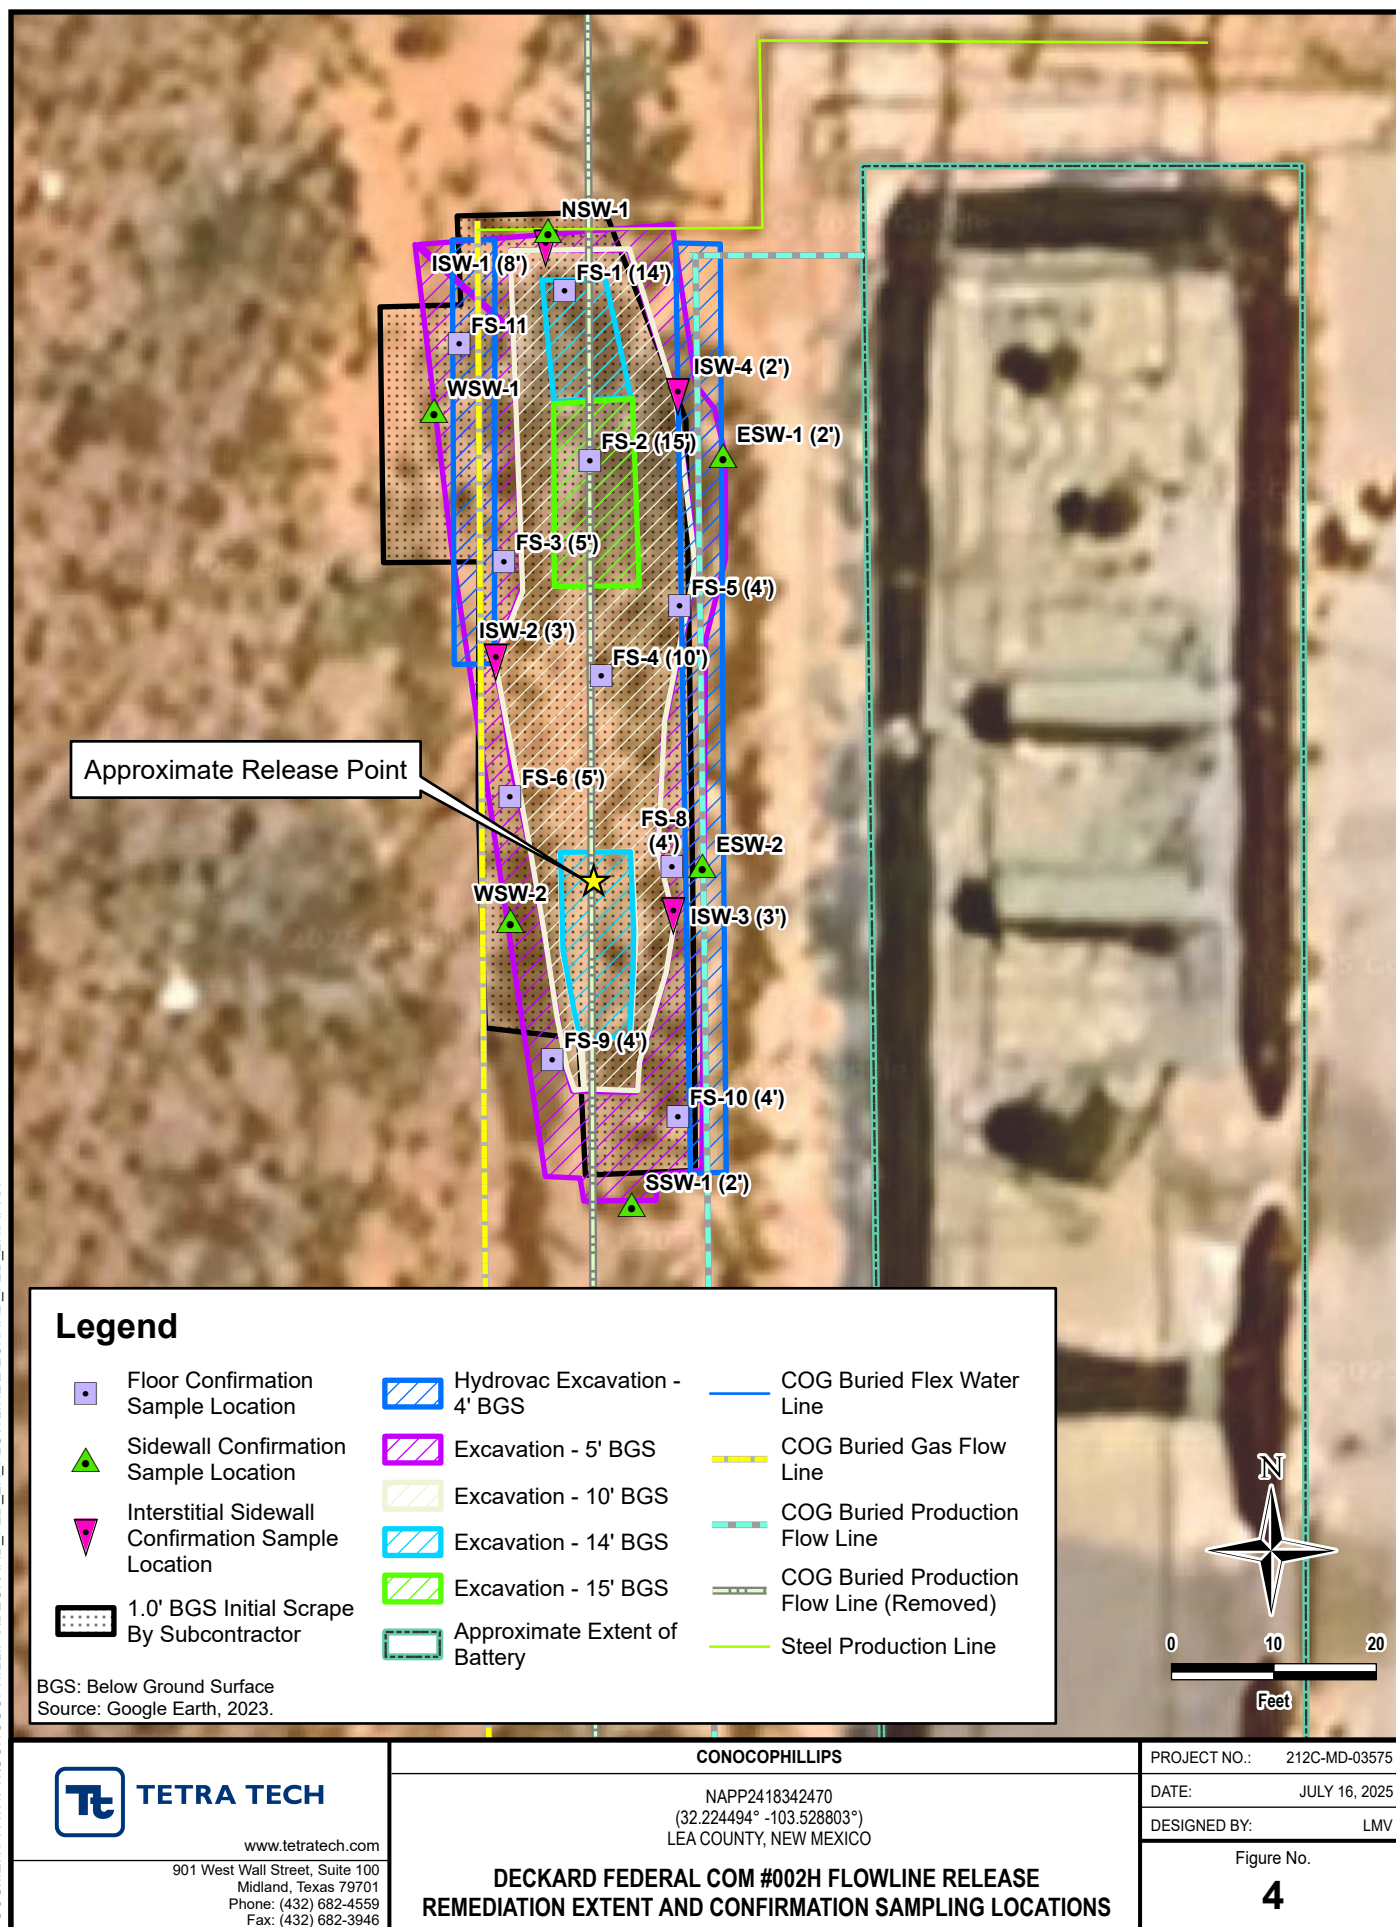 NSW-1
ISW-1 (8')
FS-1 (14')
FS-11
ISW-4 (2')
WSW-1
ESW-1 (2')
FS-2 (15')
FS-3 (5')
FS-5 (4')
ISW-2 (3')
FS-4 (10')
Approximate Release Point
FS-6 (5')
FS-8
(4')
ESW-2
WSW-2
ISW-3 (3')
FS-9 (4')
FS-10 (4')
SSW-1 (2')
Legend
Floor Confirmation
Sample Location
Sidewall Confirmation
Sample Location
Interstitial Sidewall
Confirmation Sample
Location
1.0' BGS Initial Scrape
By Subcontractor
Hydrovac Excavation -
4' BGS
Excavation - 5' BGS
Excavation - 10' BGS
Excavation - 14' BGS
Excavation - 15' BGS
Approximate Extent of
Battery
COG Buried Flex Water
Line
COG Buried Gas Flow
Line
COG Buried Production
Flow Line
COG Buried Production
Flow Line (Removed)
Steel Production Line
BGS: Below Ground Surface
Source: Google Earth, 2023.
N
0 10 20
Feet
Tt TETRA TECH
www.tetratech.com
901 West Wall Street, Suite 100
Midland, Texas 79701
Phone: (432) 682-4559
Fax: (432) 682-3946
CONOCOPHILLIPS
NAPP2418342470
(32.224494° -103.528803°)
LEA COUNTY, NEW MEXICO
DECKARD FEDERAL COM #002H FLOWLINE RELEASE
REMEDIATION EXTENT AND CONFIRMATION SAMPLING LOCATIONS
PROJECT NO.: 212C-MD-03575
DATE: JULY 16, 2025
DESIGNED BY: LMV
Figure No.
4